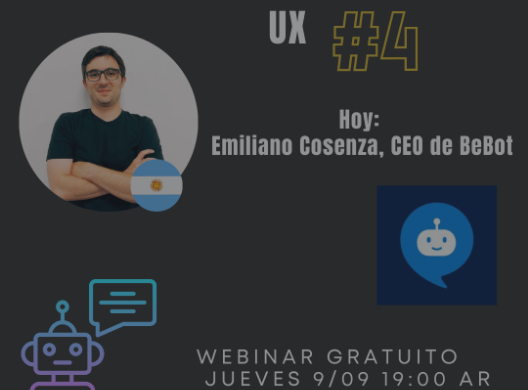 UX #4
Hoy:
Emiliano Cosenza, CEO de BeBot
WEBINAR GRATUITO
JUEVES 9/09 19:00 AR